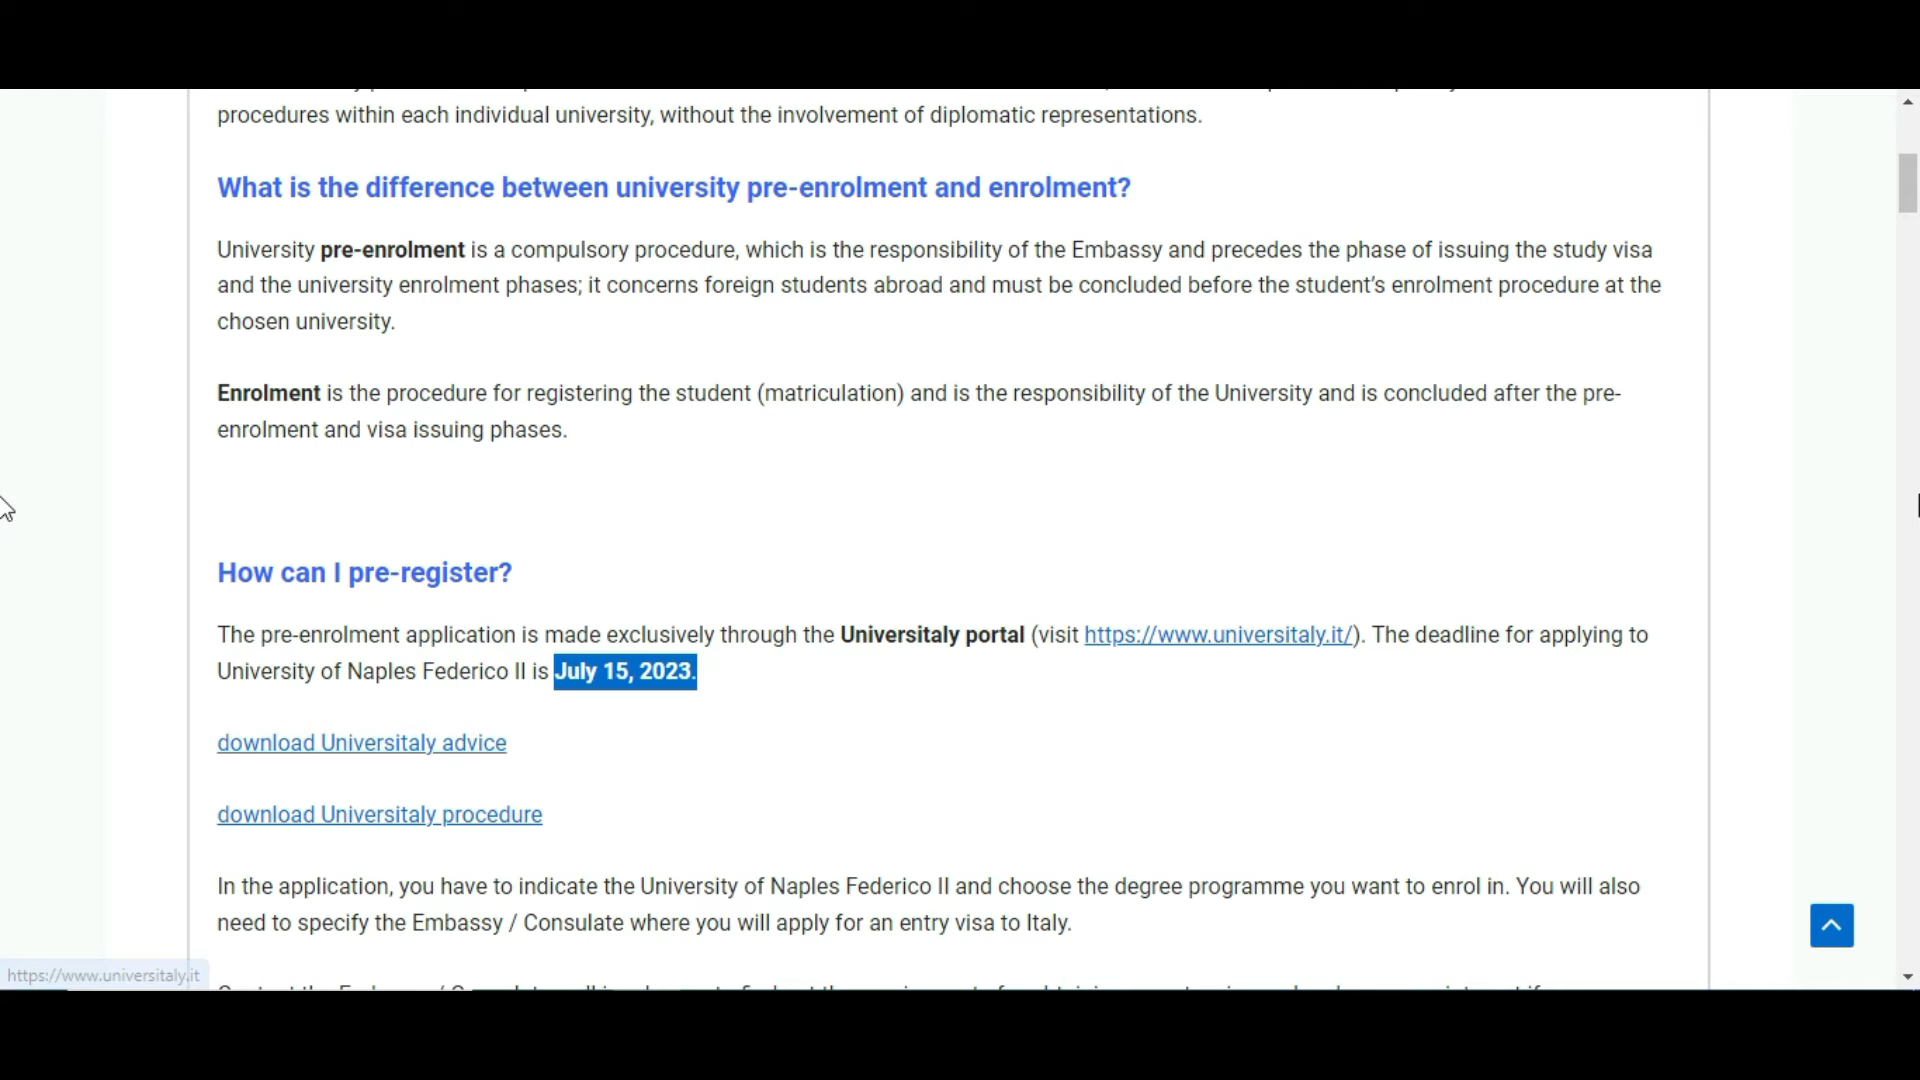 procedures within each individual university, without the involvement of diplomatic representations.
What is the difference between university pre-enrolment and enrolment?
University pre-enrolment is a compulsory procedure, which is the responsibility of the Embassy and precedes the phase of issuing the study visa
and the university enrolment phases; it concerns foreign students abroad and must be concluded before the student’s enrolment procedure at the
chosen university.
Enrolment is the procedure for registering the student (matriculation) and is the responsibility of the University and is concluded after the pre-
enrolment and visa issuing phases.
How can I pre-register?
The pre-enrolment application is made exclusively through the Universitaly portal (visit https://www.universitaly.it/). The deadline for applying to
University of Naples Federico II is July 15, 2023.
download Universitaly advice
download Universitaly procedure
In the application, you have to indicate the University of Naples Federico II and choose the degree programme you want to enrol in. You will also
need to specify the Embassy / Consulate where you will apply for an entry visa to Italy.
https://www.universitaly.it